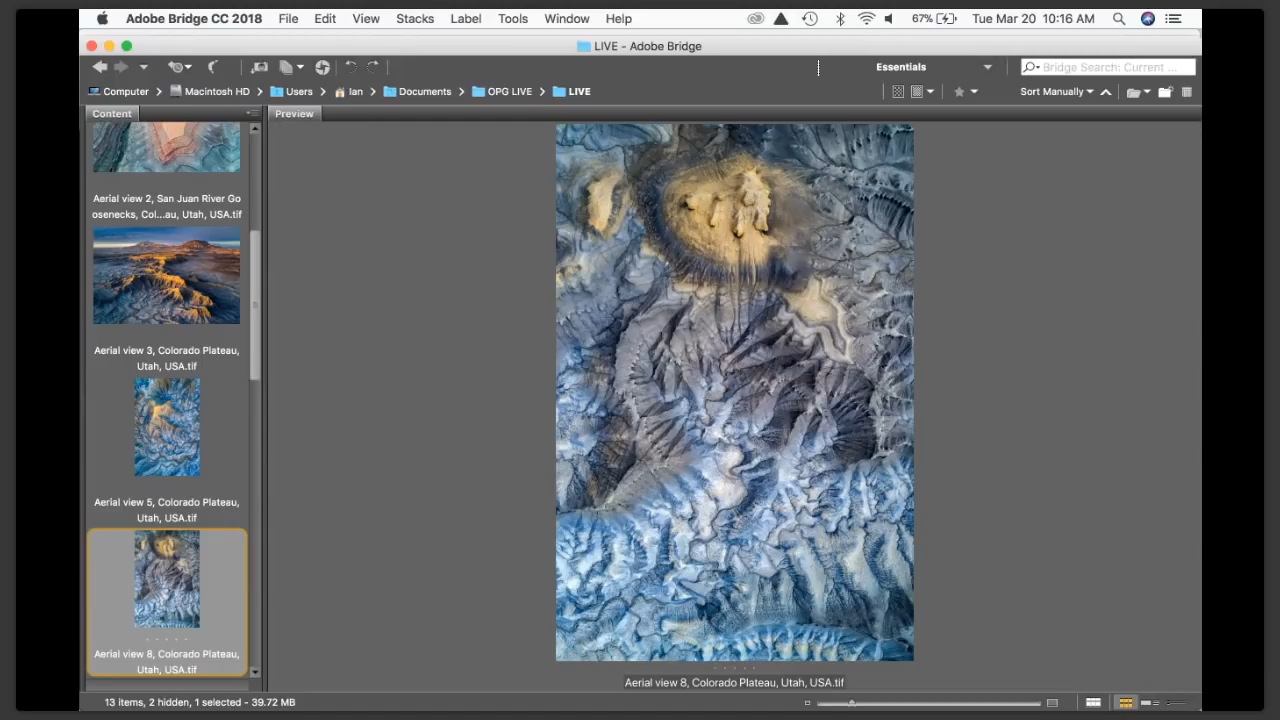 Adobe Bridge CC 2018 File Edit View Stacks Label Tools Window Help 67% Tue Mar 20 10:16 AM
LIVE - Adobe Bridge
Essentials Bridge Search: Current ...
Computer Macintosh HD Users Ian Documents OPG LIVE LIVE Sort Manually
Content Preview
Aerial view 2, San Juan River Go
osenecks, Col...au, Utah, USA.tif
Aerial view 3, Colorado Plateau,
Utah, USA.tif
Aerial view 5, Colorado Plateau,
Utah, USA.tif
Aerial view 8, Colorado Plateau,
Utah, USA.tif
Aerial view 8, Colorado Plateau, Utah, USA.tif
13 items, 2 hidden, 1 selected - 39.72 MB